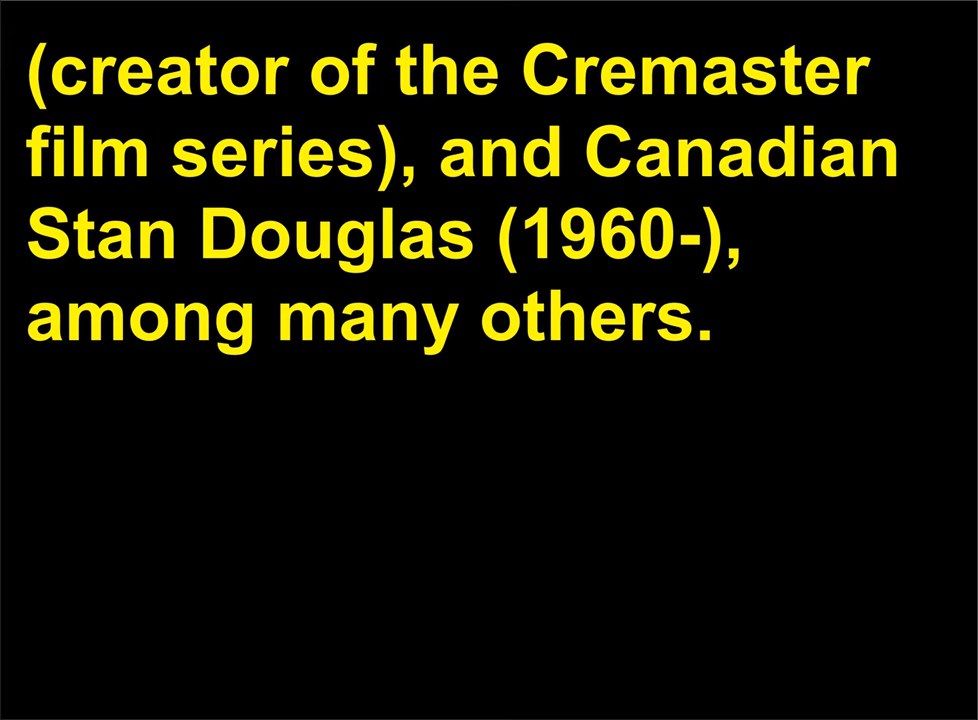 (creator of the Cremaster
film series), and Canadian
Stan Douglas (1960-),
among many others.